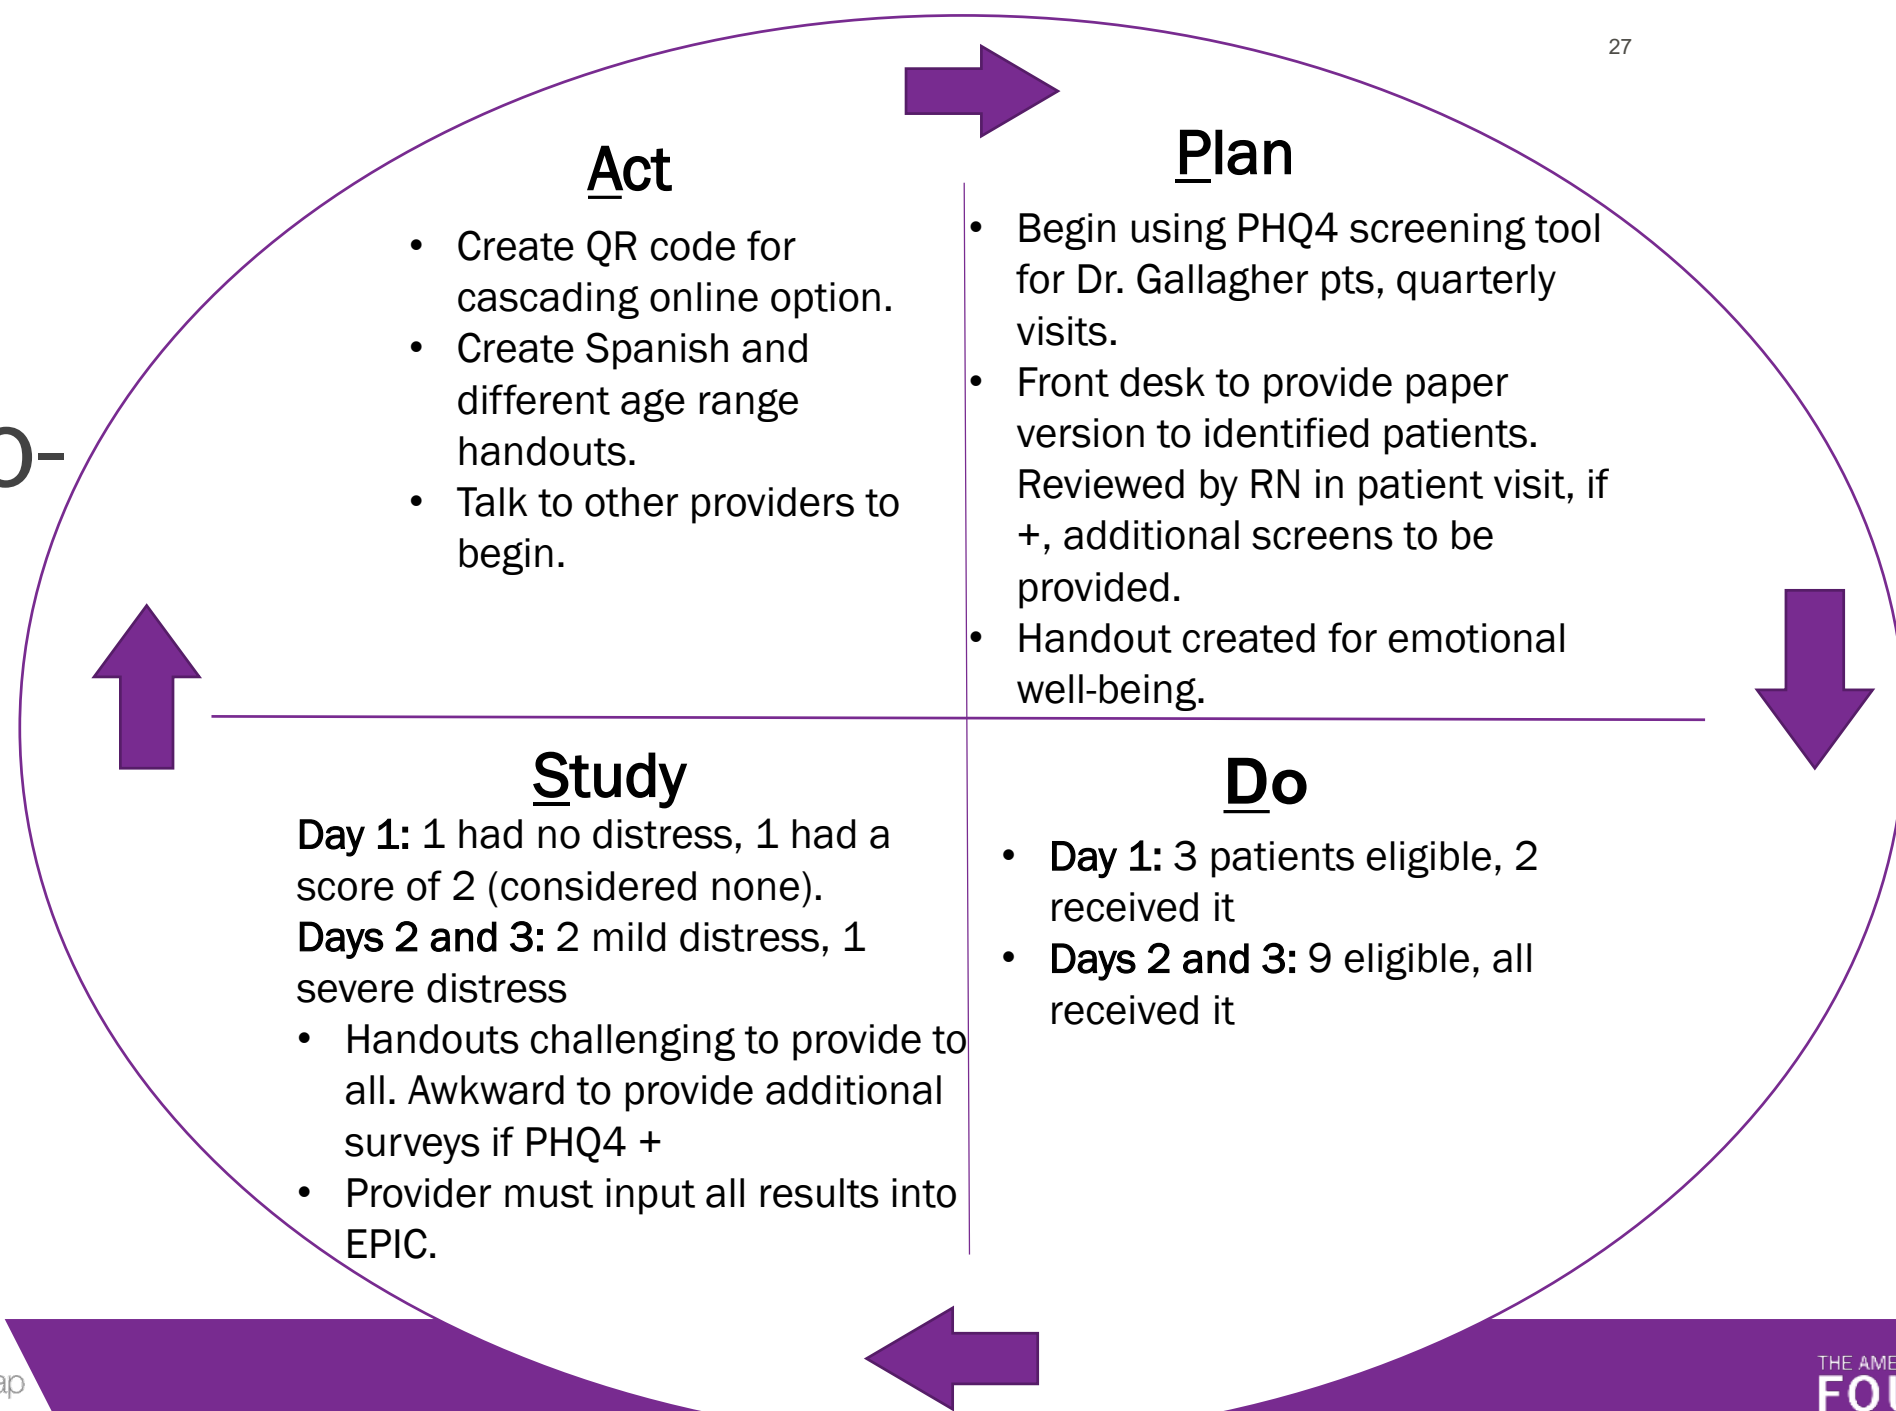 27
Act
• Create QR code for
cascading online option.
• Create Spanish and
different age range
handouts.
• Talk to other providers to
begin.
Plan
• Begin using PHQ4 screening tool
for Dr. Gallagher pts, quarterly
visits.
• Front desk to provide paper
version to identified patients.
Reviewed by RN in patient visit, if
+, additional screens to be
provided.
• Handout created for emotional
well-being.
Study
Day 1: 1 had no distress, 1 had a
score of 2 (considered none).
Days 2 and 3: 2 mild distress, 1
severe distress
• Handouts challenging to provide to
all. Awkward to provide additional
surveys if PHQ4 +
• Provider must input all results into
EPIC.
Do
• Day 1: 3 patients eligible, 2
received it
• Days 2 and 3: 9 eligible, all
received it
THE